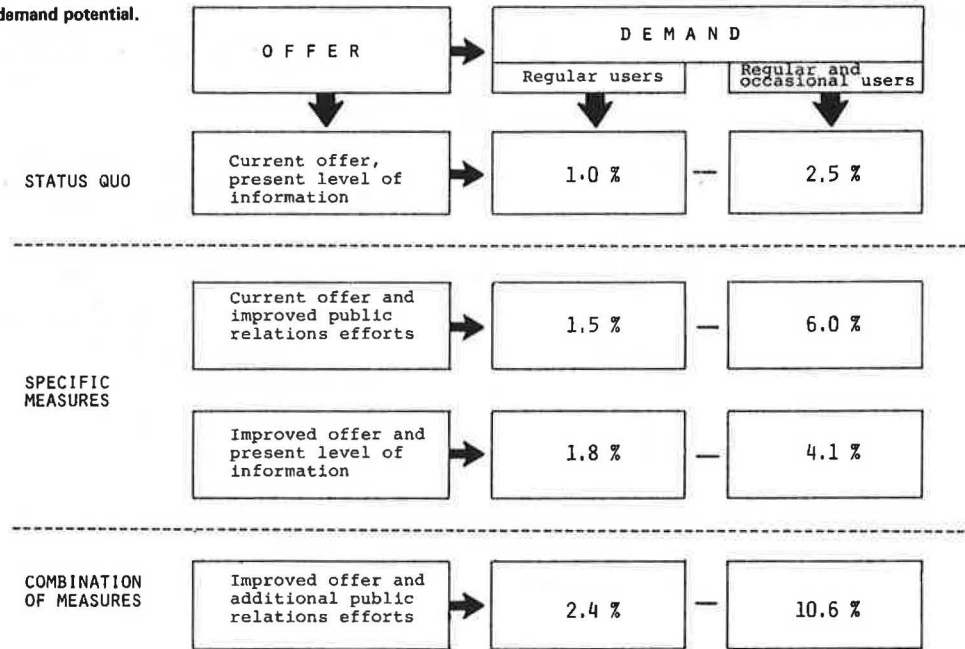 demand potential.
O F F E R
D E M A N D
Regular users
Regular and
occasional users
STATUS QUO
Current offer,
present level of
information
1.0 %
—
2.5 %
SPECIFIC
MEASURES
Current offer and
improved public
relations efforts
1.5 %
—
6.0 %
Improved offer and
present level of
information
1.8 %
—
4.1 %
COMBINATION
OF MEASURES
Improved offer and
additional public
relations efforts
2.4 %
—
10.6 %